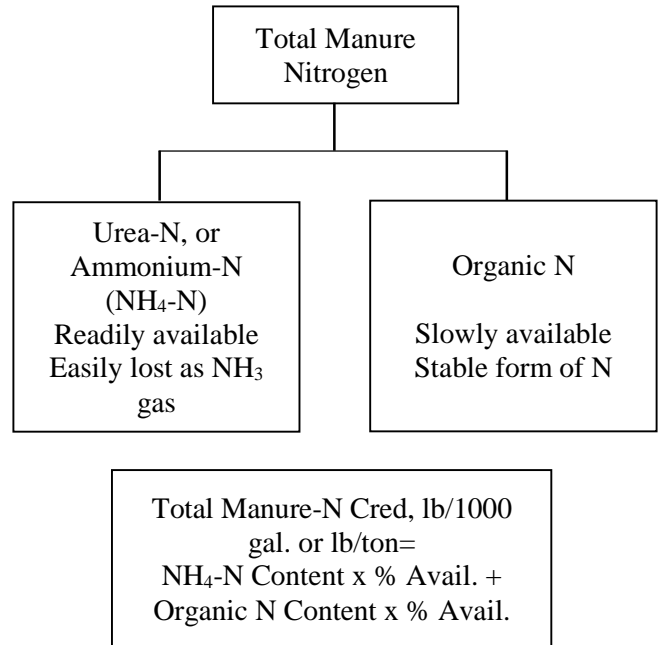 Total Manure
Nitrogen
Urea-N, or
Ammonium-N
(NH₄-N)
Readily available
Easily lost as NH₃
gas
Organic N
Slowly available
Stable form of N
Total Manure-N Cred, lb/1000
gal. or lb/ton=
NH₄-N Content x % Avail. +
Organic N Content x % Avail.